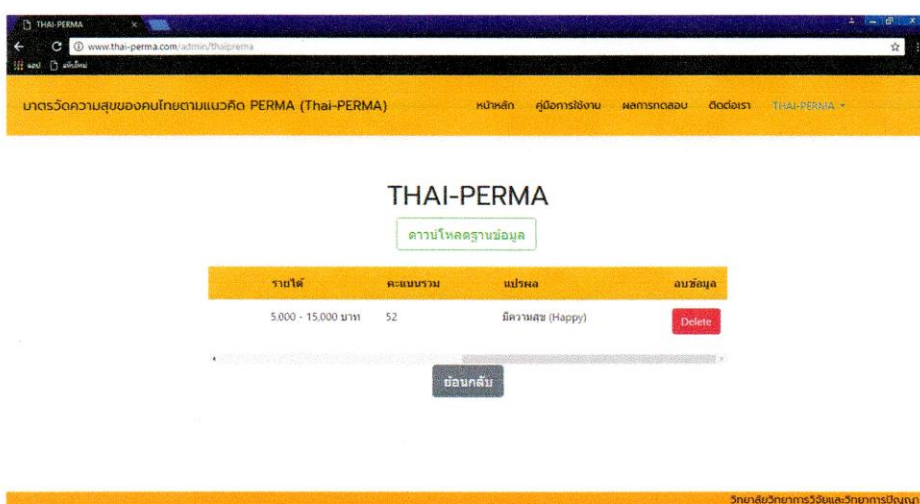 THAI-PERMA
www.thai-perma.com/admin/thaiprema
แอป
มาตรวัดความสุขของคนไทยตามแนวคิด PERMA (Thai-PERMA) หน้าหลัก คู่มือการใช้งาน ผลการทดสอบ ติดต่อเรา THAI-PERMA
THAI-PERMA
ดาวน์โหลดฐานข้อมูล
รายได้ คะแนนรวม แปรผล ลบข้อมูล
5,000 - 15,000 บาท 52 มีความสุข (Happy) Delete
ย้อนกลับ
วิทยาลัยวิทยาการวิจัยและวิทยาการปัญญา